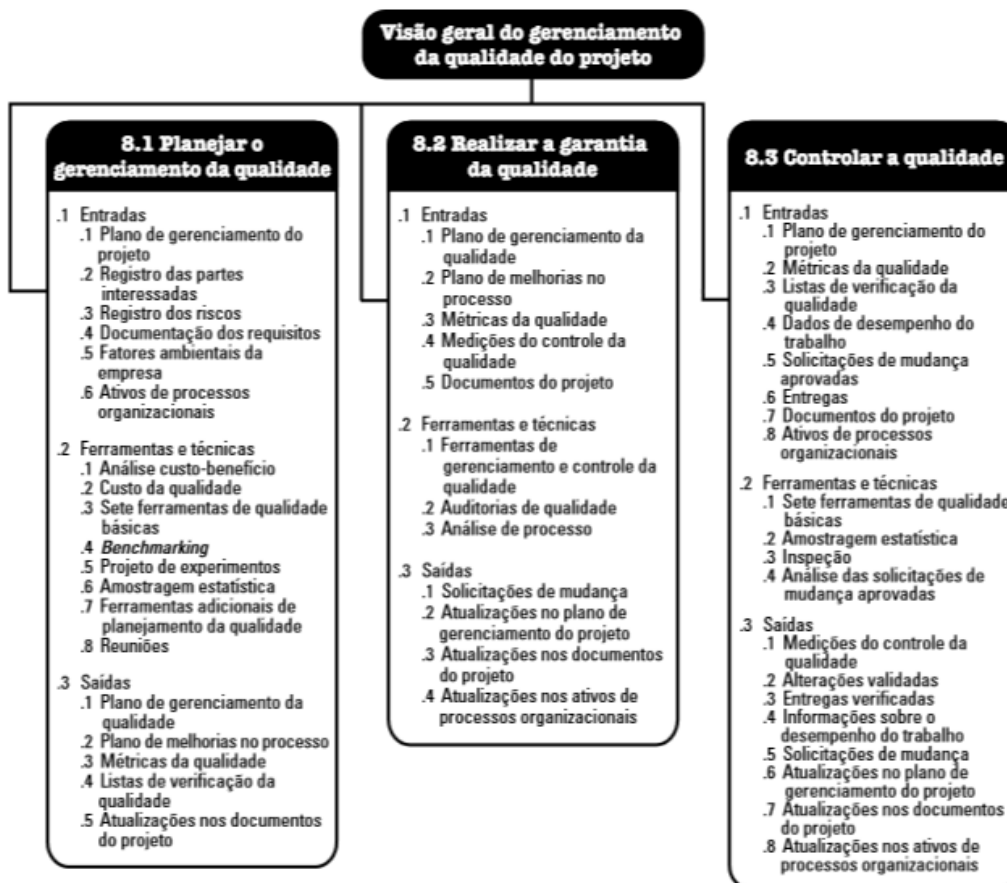 Visão geral do gerenciamento
da qualidade do projeto
8.1 Planejar o
gerenciamento da qualidade
.1 Entradas
.1 Plano de gerenciamento do
projeto
.2 Registro das partes
interessadas
.3 Registro dos riscos
.4 Documentação dos requisitos
.5 Fatores ambientais da
empresa
.6 Ativos de processos
organizacionais
.2 Ferramentas e técnicas
.1 Análise custo-benefício
.2 Custo da qualidade
.3 Sete ferramentas de qualidade
básicas
.4 Benchmarking
.5 Projeto de experimentos
.6 Amostragem estatística
.7 Ferramentas adicionais de
planejamento da qualidade
.8 Reuniões
.3 Saídas
.1 Plano de gerenciamento da
qualidade
.2 Plano de melhorias no processo
.3 Métricas da qualidade
.4 Listas de verificação da
qualidade
.5 Atualizações nos documentos
do projeto
8.2 Realizar a garantia
da qualidade
.1 Entradas
.1 Plano de gerenciamento da
qualidade
.2 Plano de melhorias no
processo
.3 Métricas da qualidade
.4 Medições do controle da
qualidade
.5 Documentos do projeto
.2 Ferramentas e técnicas
.1 Ferramentas de
gerenciamento e controle da
qualidade
.2 Auditorias de qualidade
.3 Análise de processo
.3 Saídas
.1 Solicitações de mudança
.2 Atualizações no plano de
gerenciamento do projeto
.3 Atualizações nos documentos
do projeto
.4 Atualizações nos ativos de
processos organizacionais
8.3 Controlar a qualidade
.1 Entradas
.1 Plano de gerenciamento do
projeto
.2 Métricas da qualidade
.3 Listas de verificação da
qualidade
.4 Dados de desempenho do
trabalho
.5 Solicitações de mudança
aprovadas
.6 Entregas
.7 Documentos do projeto
.8 Ativos de processos
organizacionais
.2 Ferramentas e técnicas
.1 Sete ferramentas de qualidade
básicas
.2 Amostragem estatística
.3 Inspeção
.4 Análise das solicitações de
mudança aprovadas
.3 Saídas
.1 Medições do controle da
qualidade
.2 Alterações validadas
.3 Entregas verificadas
.4 Informações sobre o
desempenho do trabalho
.5 Solicitações de mudança
.6 Atualizações no plano de
gerenciamento do projeto
.7 Atualizações nos documentos
do projeto
.8 Atualizações nos ativos de
processos organizacionais